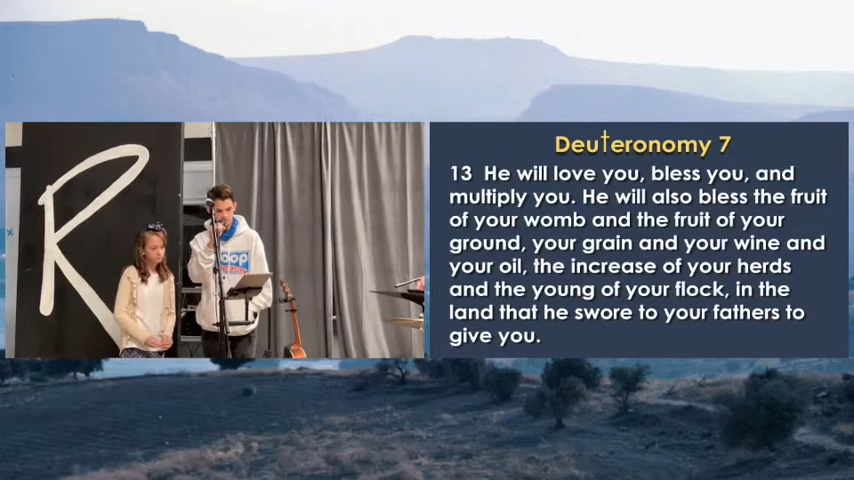 Deuteronomy 7
13 He will love you, bless you, and
multiply you. He will also bless the fruit
of your womb and the fruit of your
ground, your grain and your wine and
your oil, the increase of your herds
and the young of your flock, in the
land that he swore to your fathers to
give you.
R